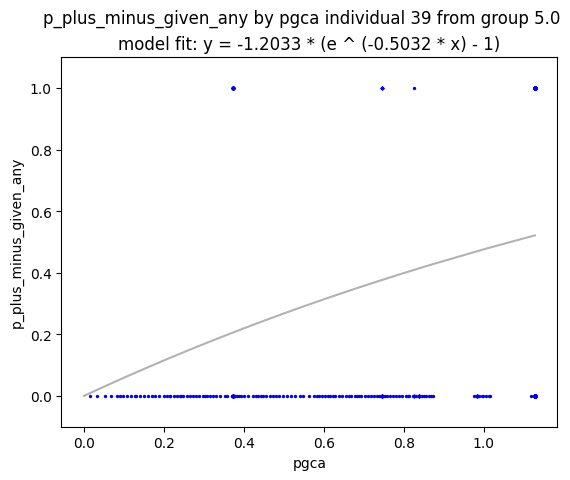 p_plus_minus_given_any by pgca individual 39 from group 5.0
model fit: y = -1.2033 * (e ^ (-0.5032 * x) - 1)
1.0
0.8
0.6
0.4
0.2
0.0
p_plus_minus_given_any
0.0 0.2 0.4 0.6 0.8 1.0
pgca